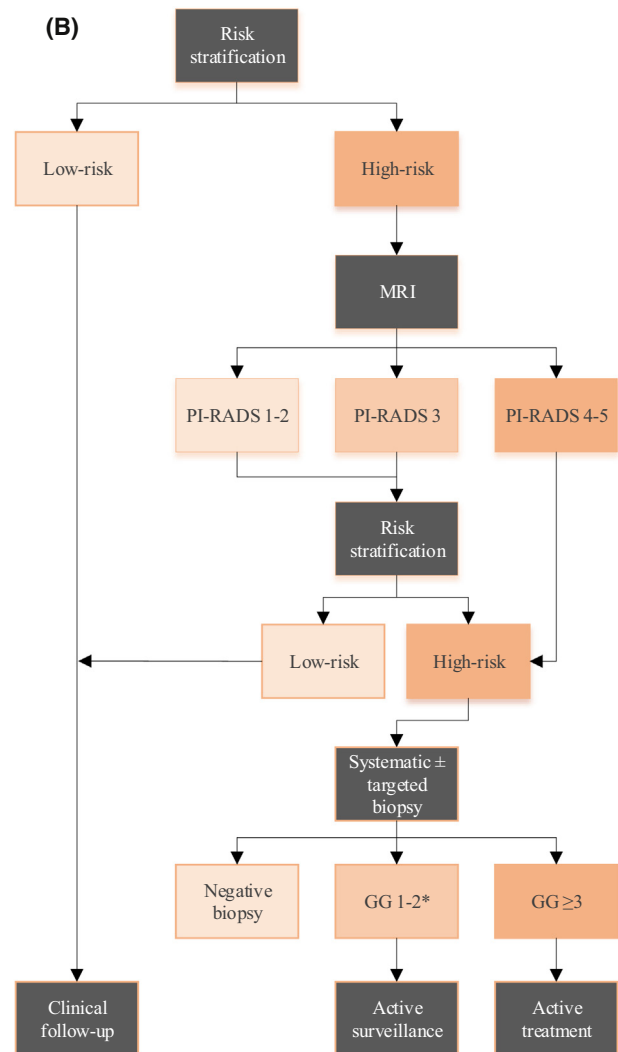 (B)
Risk
stratification
Low-risk
High-risk
MRI
PI-RADS 1-2
PI-RADS 3
PI-RADS 4-5
Risk
stratification
Low-risk
High-risk
Systematic ±
targeted
biopsy
Negative
biopsy
GG 1-2*
GG ≥3
Clinical
follow-up
Active
surveillance
Active
treatment